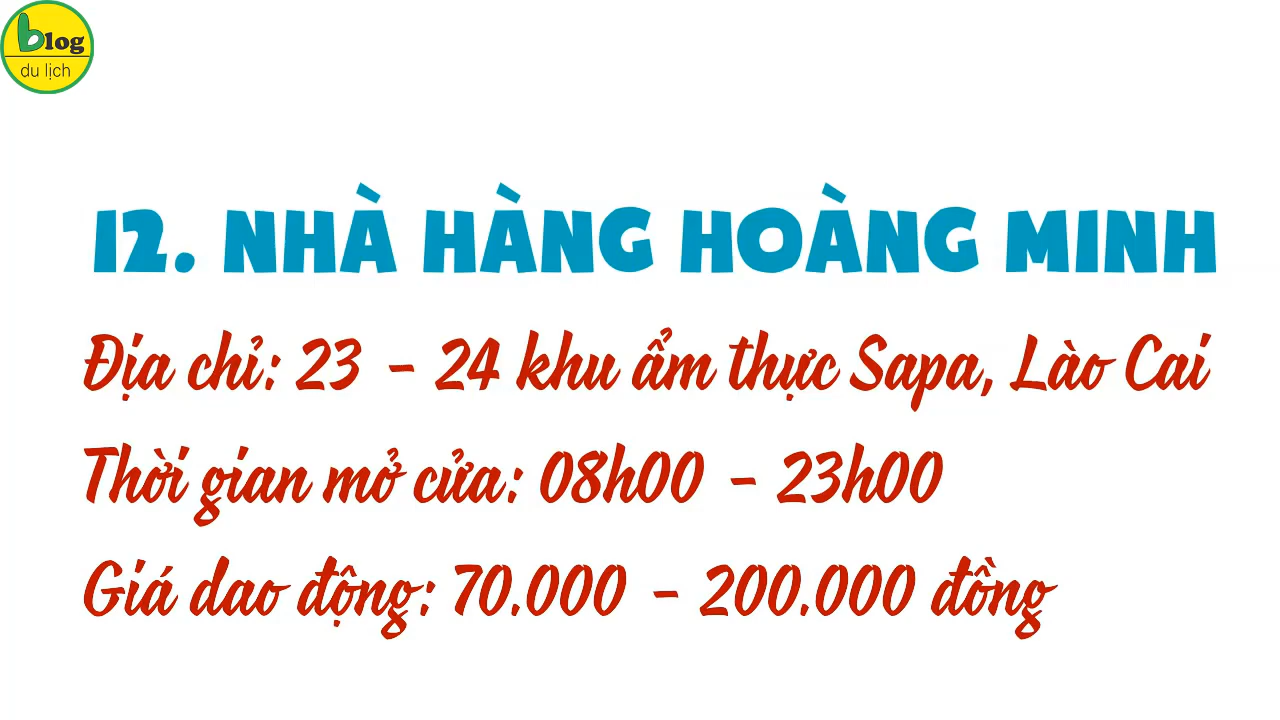 blog
du lịch
12. NHÀ HÀNG HOÀNG MINH
Địa chỉ: 23 - 24 khu ẩm thực Sapa, Lào Cai
Thời gian mở cửa: 08h00 - 23h00
Giá dao động: 70.000 - 200.000 đồng